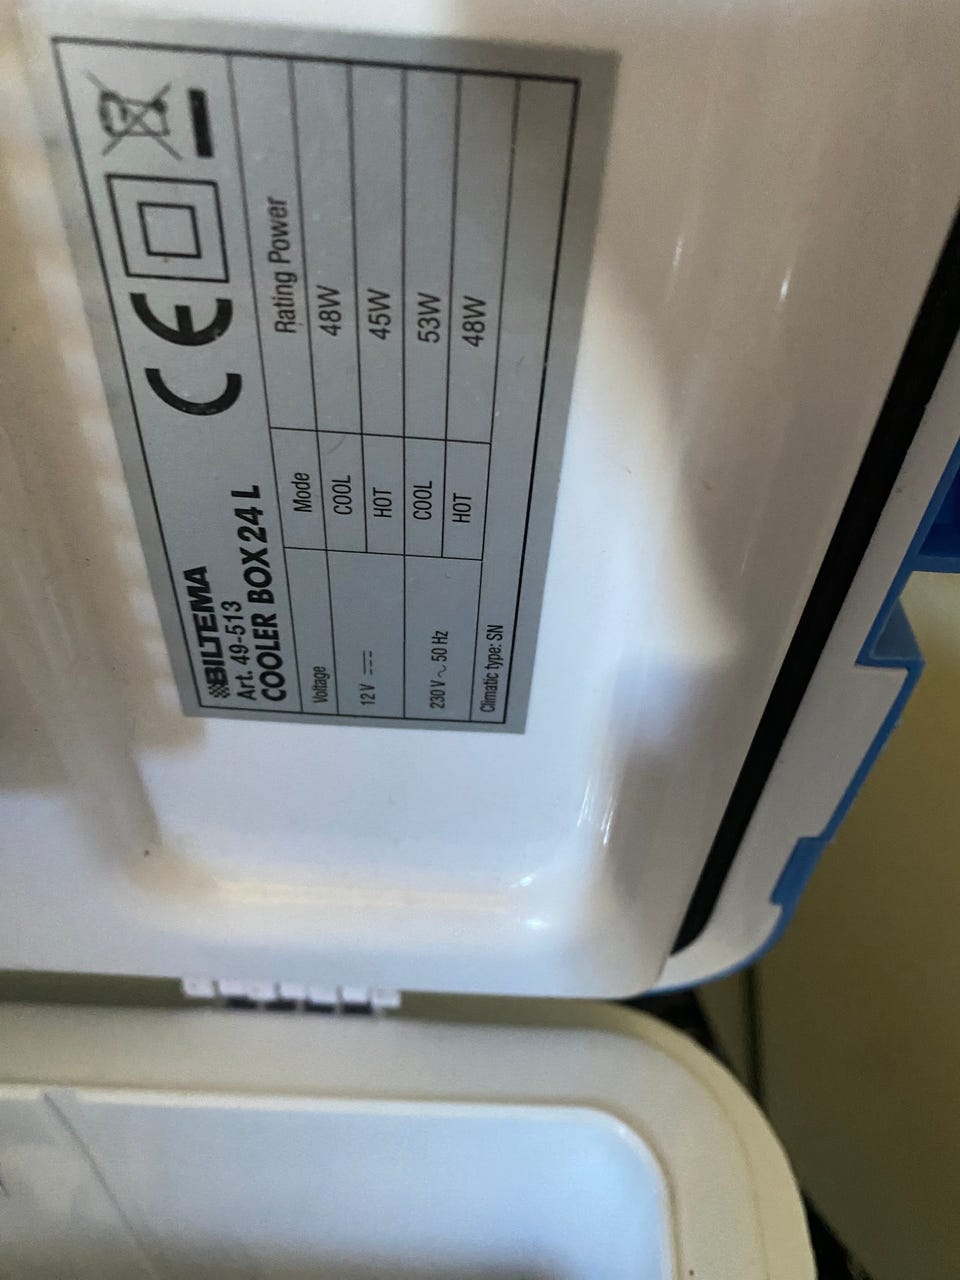 BILTEMA
Art. 49-513
COOLER BOX 24 L
CE
Voltage Mode Rating Power
12 V COOL 48W
HOT 45W
230 V ~ 50 Hz COOL 53W
HOT 48W
Climatic type: SN